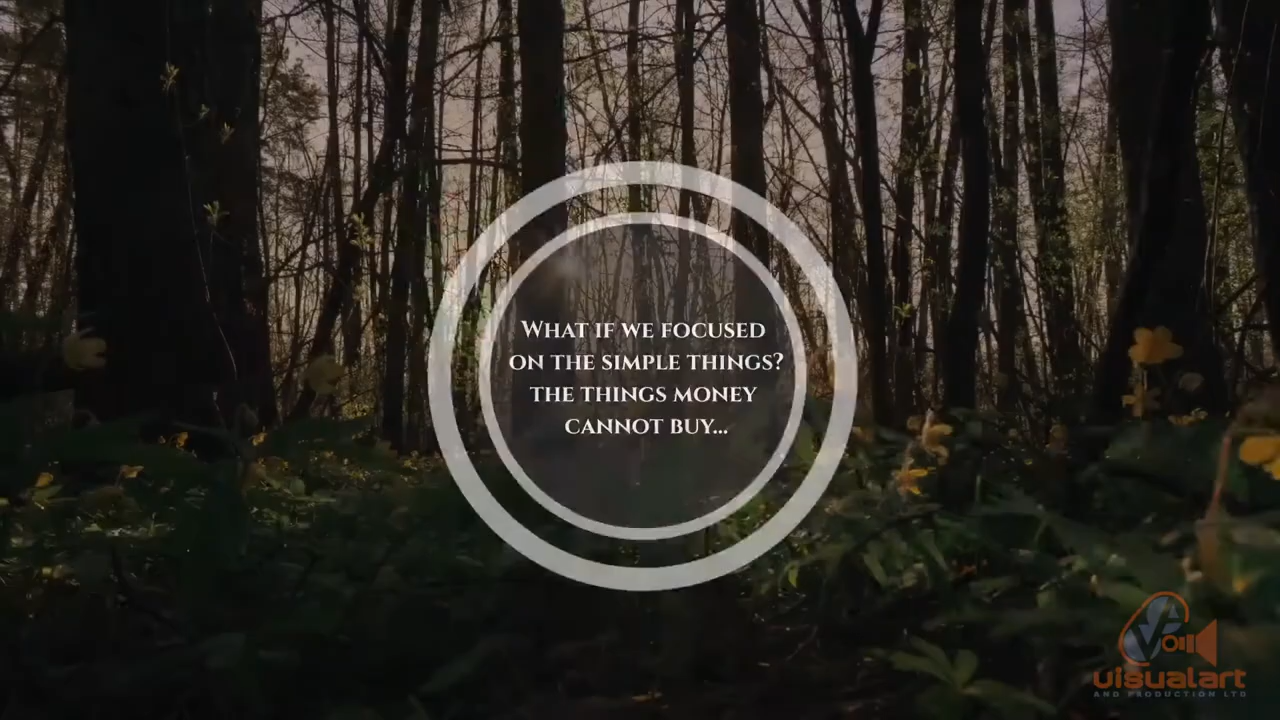 What if we focused
on the simple things?
the things money
cannot buy...
visualart
AND PRODUCTION LTD